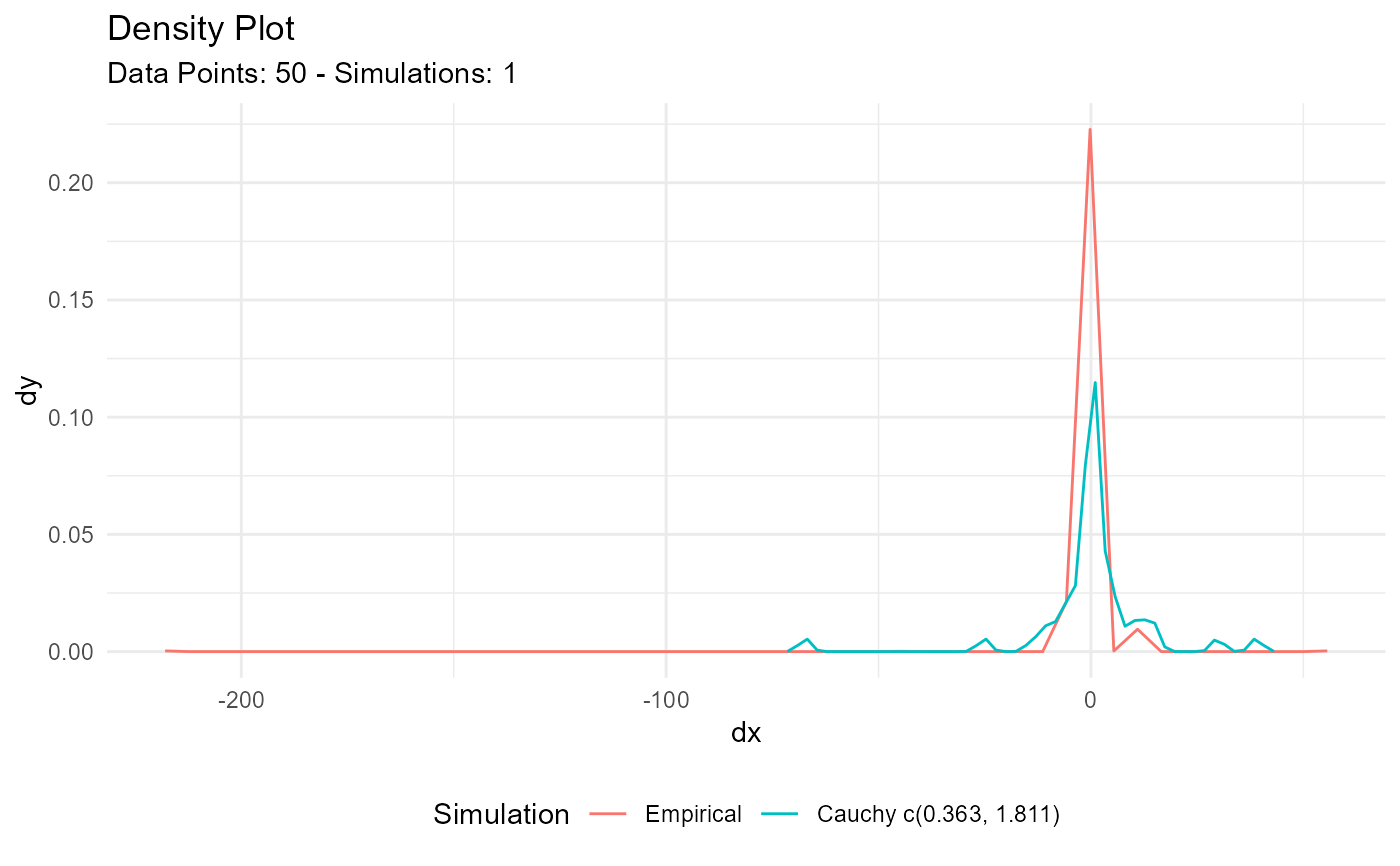 Density Plot
Data Points: 50 - Simulations: 1
dy
0.20
0.15
0.10
0.05
0.00
-200 -100 0
dx
Simulation Empirical Cauchy c(0.363, 1.811)